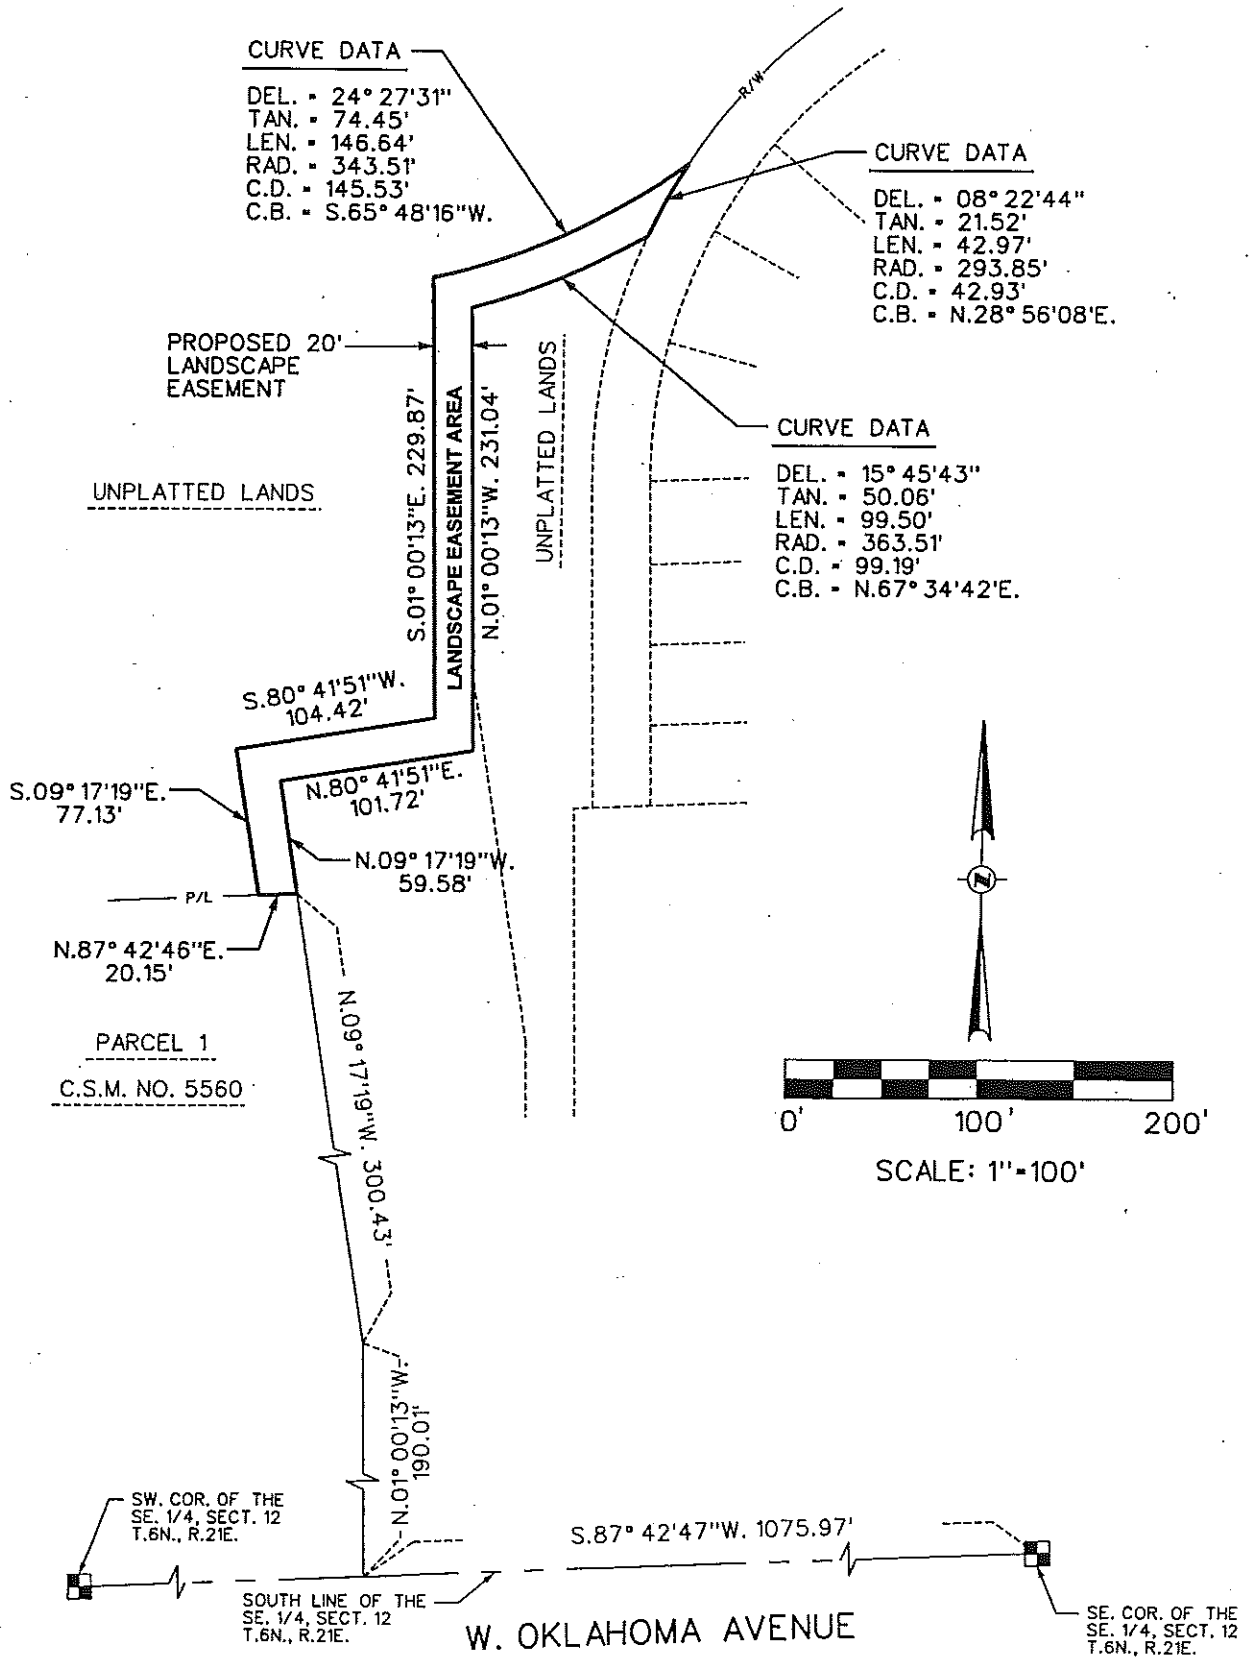 CURVE DATA
DEL. = 24° 27'31"
TAN. = 74.45'
LEN. = 146.64'
RAD. = 343.51'
C.D. = 145.53'
C.B. = S.65° 48'16"W.
R/W
CURVE DATA
DEL. = 08° 22'44"
TAN. = 21.52'
LEN. = 42.97'
RAD. = 293.85'
C.D. = 42.93'
C.B. = N.28° 56'08'E.
PROPOSED 20'
LANDSCAPE
EASEMENT
S.01° 00'13"E. 229.87'
LANDSCAPE EASEMENT AREA
N.01° 00'13"W. 231.04'
UNPLATTED LANDS
CURVE DATA
DEL. = 15° 45'43"
TAN. = 50.06'
LEN. = 99.50'
RAD. = 363.51'
C.D. = 99.19'
C.B. = N.67° 34'42'E.
UNPLATTED LANDS
S.80° 41'51"W.
104.42'
N.80° 41'51"E.
101.72'
S.09° 17'19"E.
77.13'
N.09° 17'19"W.
59.58'
P/L
N.87° 42'46"E.
20.15'
PARCEL 1
C.S.M. NO. 5560
N.09° 17'19"W. 300.43'
N
0' 100' 200'
SCALE: 1"=100'
N.01° 00'13"W.
190.01'
SW. COR. OF THE
SE. 1/4, SECT. 12
T.6N., R.21E.
S.87° 42'47"W. 1075.97'
SOUTH LINE OF THE
SE. 1/4, SECT. 12
T.6N., R.21E.
W. OKLAHOMA AVENUE
SE. COR. OF THE
SE. 1/4, SECT. 12
T.6N., R.21E.